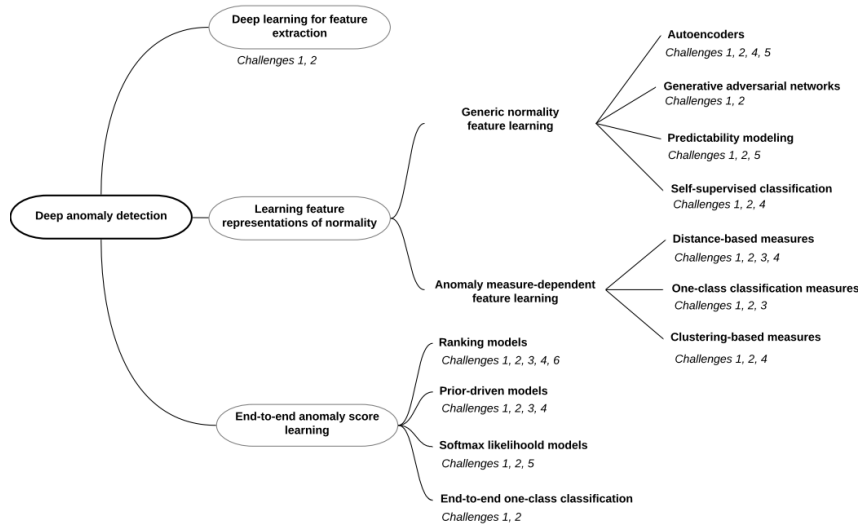 Deep learning for feature
extraction
Challenges 1, 2
Autoencoders
Challenges 1, 2, 4, 5
Generative adversarial networks
Challenges 1, 2
Generic normality
feature learning
Predictability modeling
Challenges 1, 2, 5
Self-supervised classification
Challenges 1, 2, 4
Deep anomaly detection
Learning feature
representations of normality
Distance-based measures
Challenges 1, 2, 3, 4
Anomaly measure-dependent
feature learning
One-class classification measures
Challenges 1, 2, 3
Clustering-based measures
Challenges 1, 2, 4
Ranking models
Challenges 1, 2, 3, 4, 6
Prior-driven models
Challenges 1, 2, 3, 4
End-to-end anomaly score
learning
Softmax likelihoold models
Challenges 1, 2, 5
End-to-end one-class classification
Challenges 1, 2